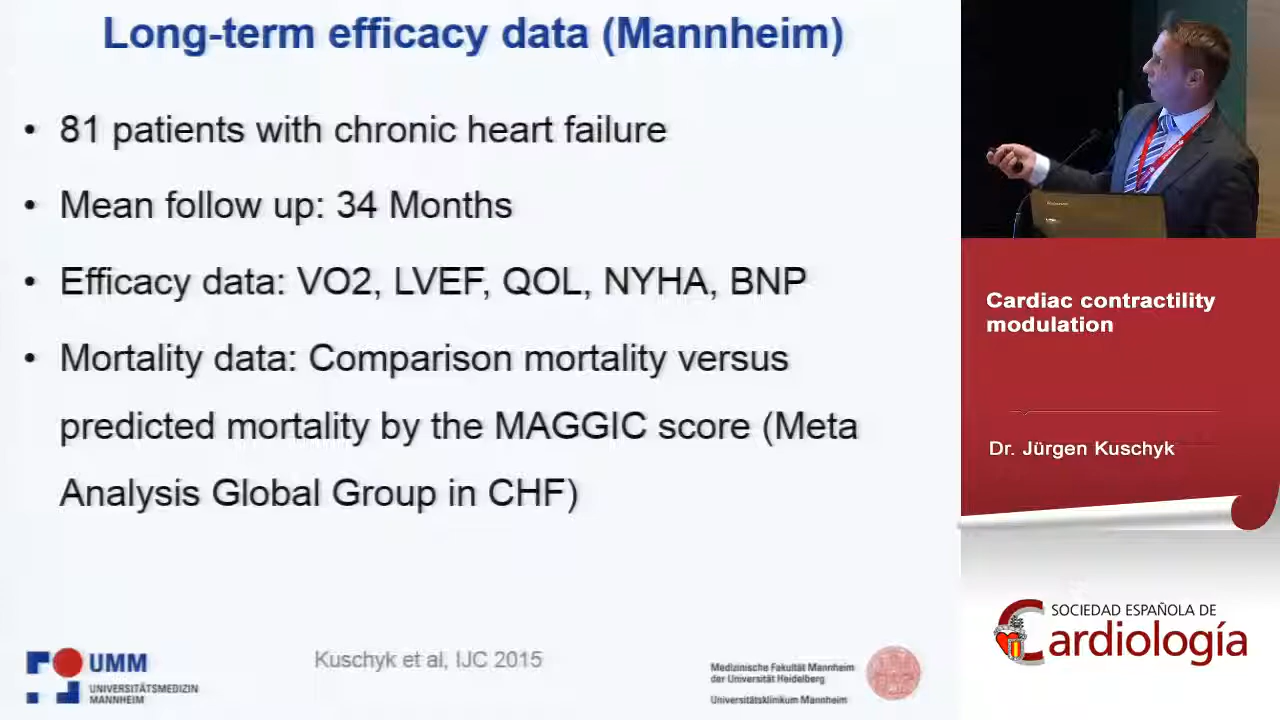 Long-term efficacy data (Mannheim)
• 81 patients with chronic heart failure
• Mean follow up: 34 Months
• Efficacy data: VO2, LVEF, QOL, NYHA, BNP
• Mortality data: Comparison mortality versus
predicted mortality by the MAGGIC score (Meta
Analysis Global Group in CHF)
Kuschyk et al, IJC 2015
UMM
UNIVERSITÄTSMEDIZIN
MANNHEIM
Medizinische Fakultät Mannheim
der Universität Heidelberg
Universitätsklinikum Mannheim
Cardiac contractility
modulation
Dr. Jürgen Kuschyk
SOCIEDAD ESPAÑOLA DE
Cardiología